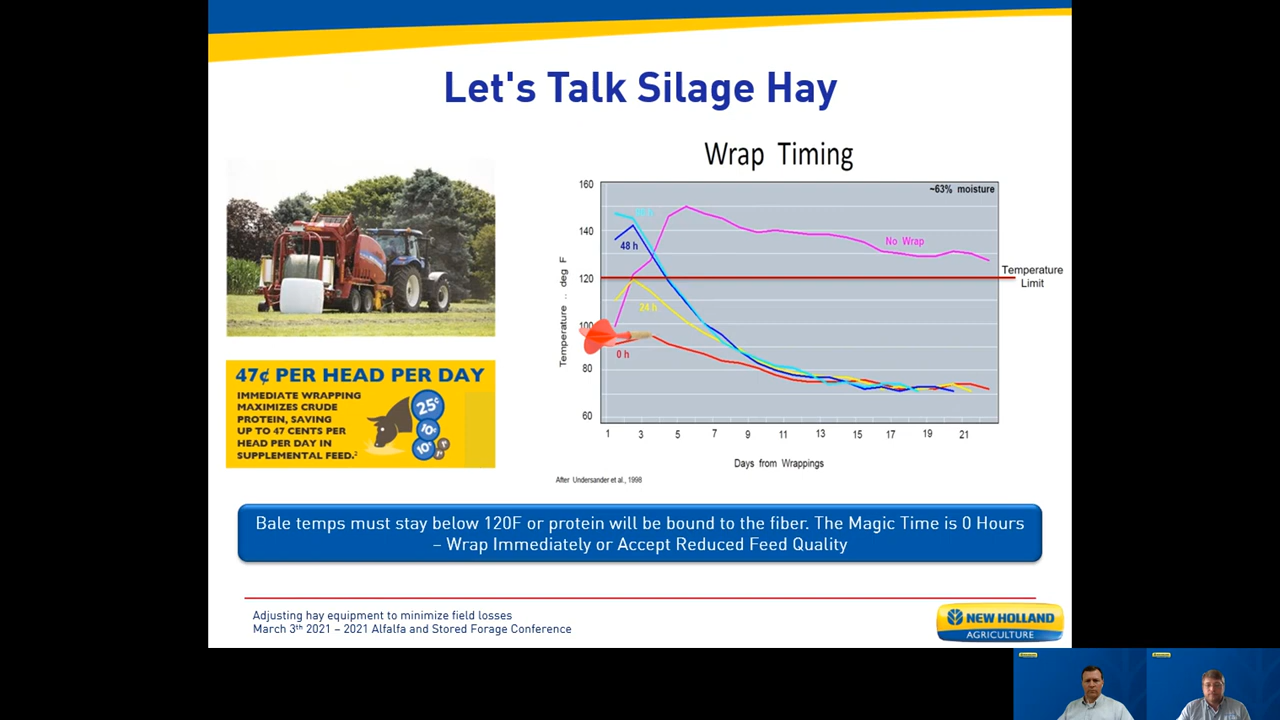 Let's Talk Silage Hay
Wrap Timing
160
140
120
100
80
60
~63% moisture
48 h
24 h
0 h
No Wrap
Temperature
Limit
Temperature .. deg F
1 3 5 7 9 11 13 15 17 19 21
Days from Wrappings
After Undersander et al., 1998
47¢ PER HEAD PER DAY
IMMEDIATE WRAPPING
MAXIMIZES CRUDE
PROTEIN, SAVING
UP TO 47 CENTS PER
HEAD PER DAY IN
SUPPLEMENTAL FEED.²
25¢
10¢
10¢
Bale temps must stay below 120F or protein will be bound to the fiber. The Magic Time is 0 Hours
– Wrap Immediately or Accept Reduced Feed Quality
Adjusting hay equipment to minimize field losses
March 3th 2021 – 2021 Alfalfa and Stored Forage Conference
NEW HOLLAND
AGRICULTURE